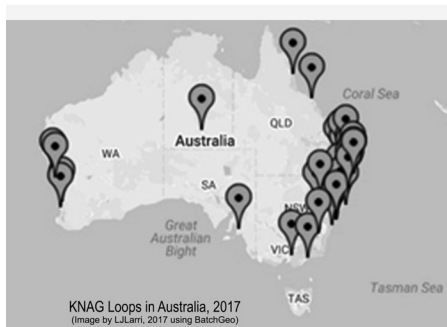 Coral Sea
QLD
Australia
WA
SA
NSW
Great
Australian
Bight
VIC
KNAG Loops in Australia, 2017
(Image by LJLarri, 2017 using BatchGeo)
TAS
Tasman Sea